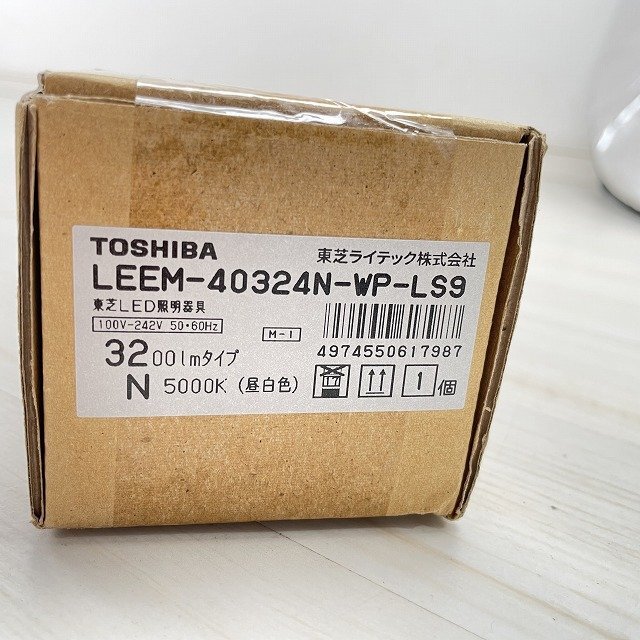 TOSHIBA 東芝ライテック株式会社
LEEM-40324N-WP-LS9
東芝LED照明器具
100V-242V 50・60Hz
M-1
3200lmタイプ
4974550617987
N 5000K (昼白色)
1個